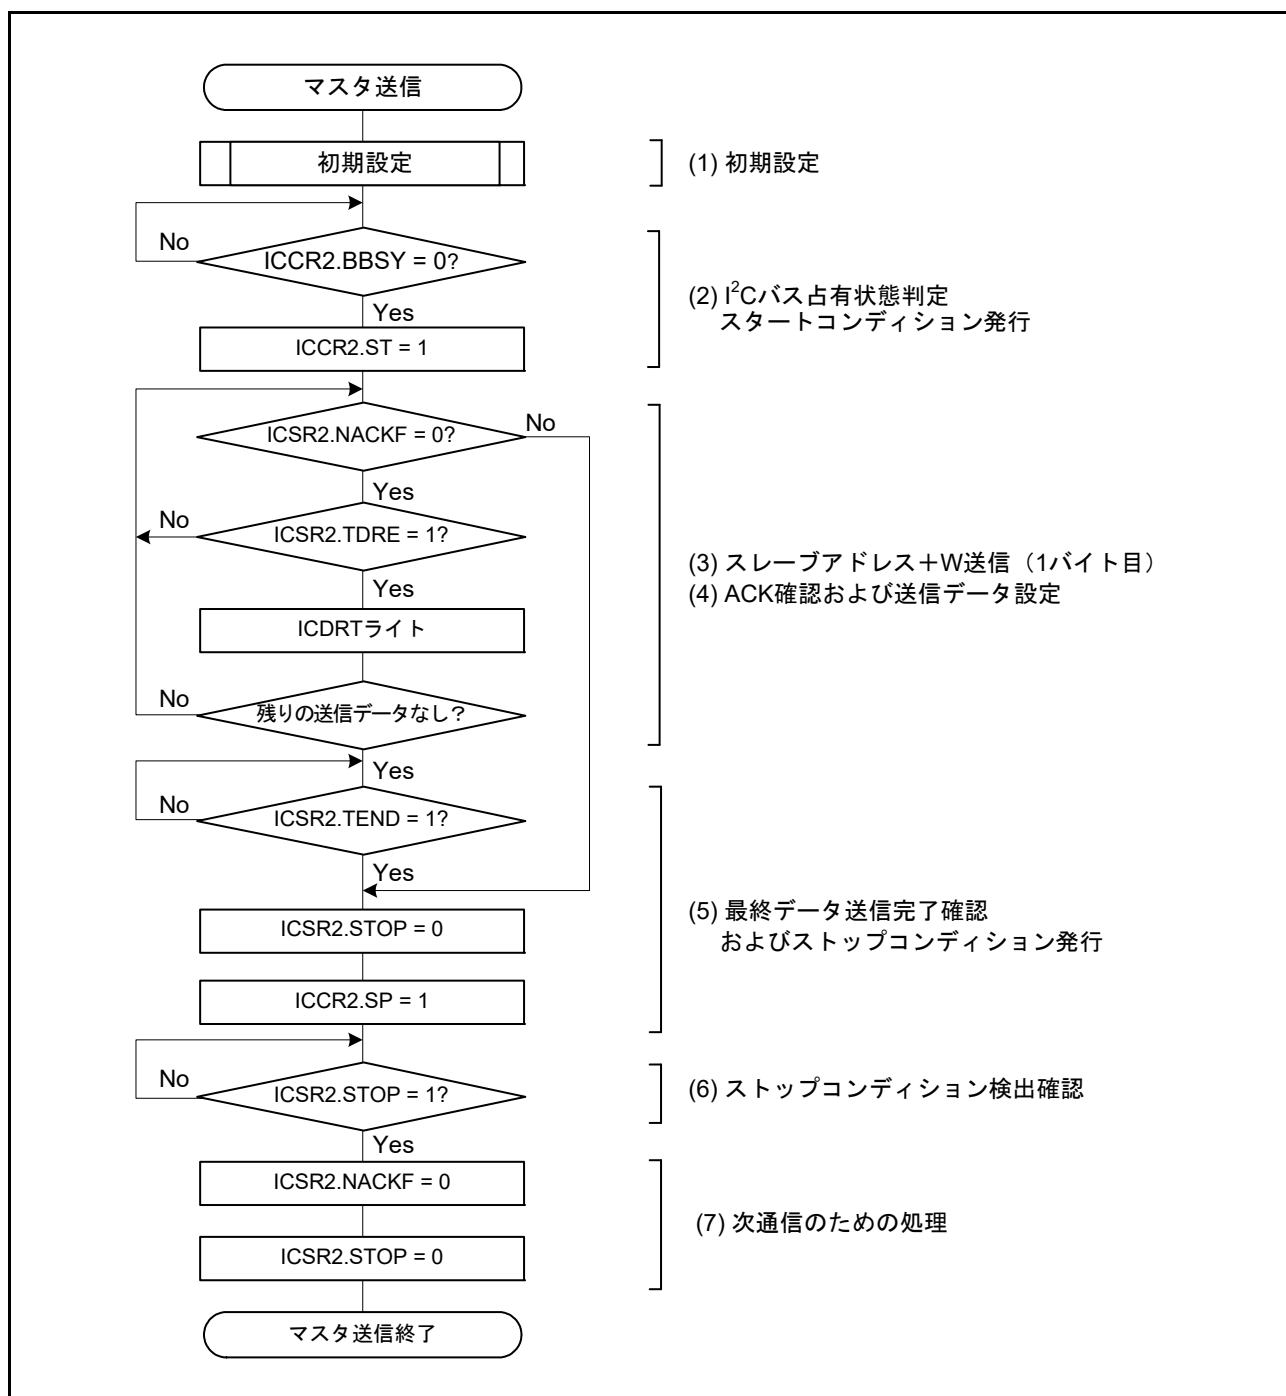 マスタ送信
初期設定
(1) 初期設定
No
ICCR2.BBSY = 0?
Yes
(2) I²Cバス占有状態判定
スタートコンディション発行
ICCR2.ST = 1
ICSR2.NACKF = 0?
No
Yes
No
ICSR2.TDRE = 1?
Yes
(3) スレーブアドレス＋W送信（1バイト目）
(4) ACK確認および送信データ設定
ICDRTライト
No
残りの送信データなし？
Yes
No
ICSR2.TEND = 1?
Yes
ICSR2.STOP = 0
(5) 最終データ送信完了確認
およびストップコンディション発行
ICCR2.SP = 1
No
ICSR2.STOP = 1?
(6) ストップコンディション検出確認
Yes
ICSR2.NACKF = 0
(7) 次通信のための処理
ICSR2.STOP = 0
マスタ送信終了